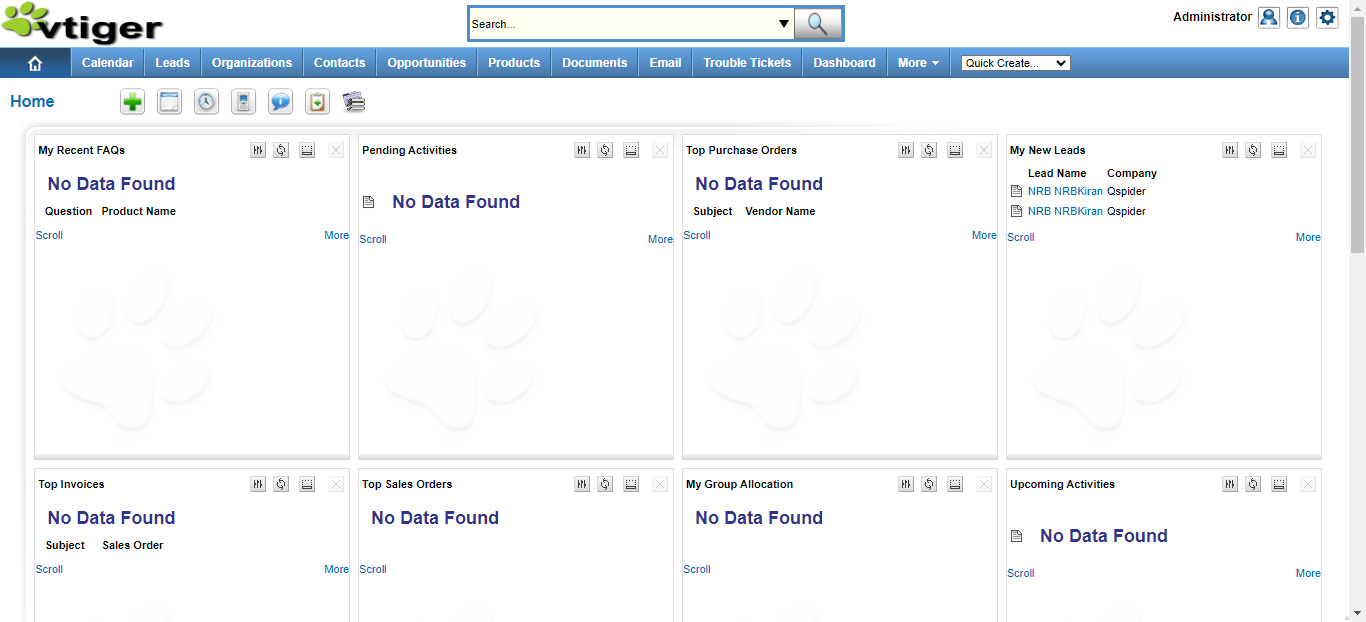 vtiger
Search...
Administrator
Calendar Leads Organizations Contacts Opportunities Products Documents Email Trouble Tickets Dashboard More Quick Create...
Home
My Recent FAQs
No Data Found
Question Product Name
Scroll More
Pending Activities
No Data Found
Scroll More
Top Purchase Orders
No Data Found
Subject Vendor Name
Scroll More
My New Leads
Lead Name Company
NRB NRBKiran Qspider
NRB NRBKiran Qspider
Scroll More
Top Invoices
No Data Found
Subject Sales Order
Scroll More
Top Sales Orders
No Data Found
Scroll
My Group Allocation
No Data Found
Scroll
Upcoming Activities
No Data Found
Scroll More